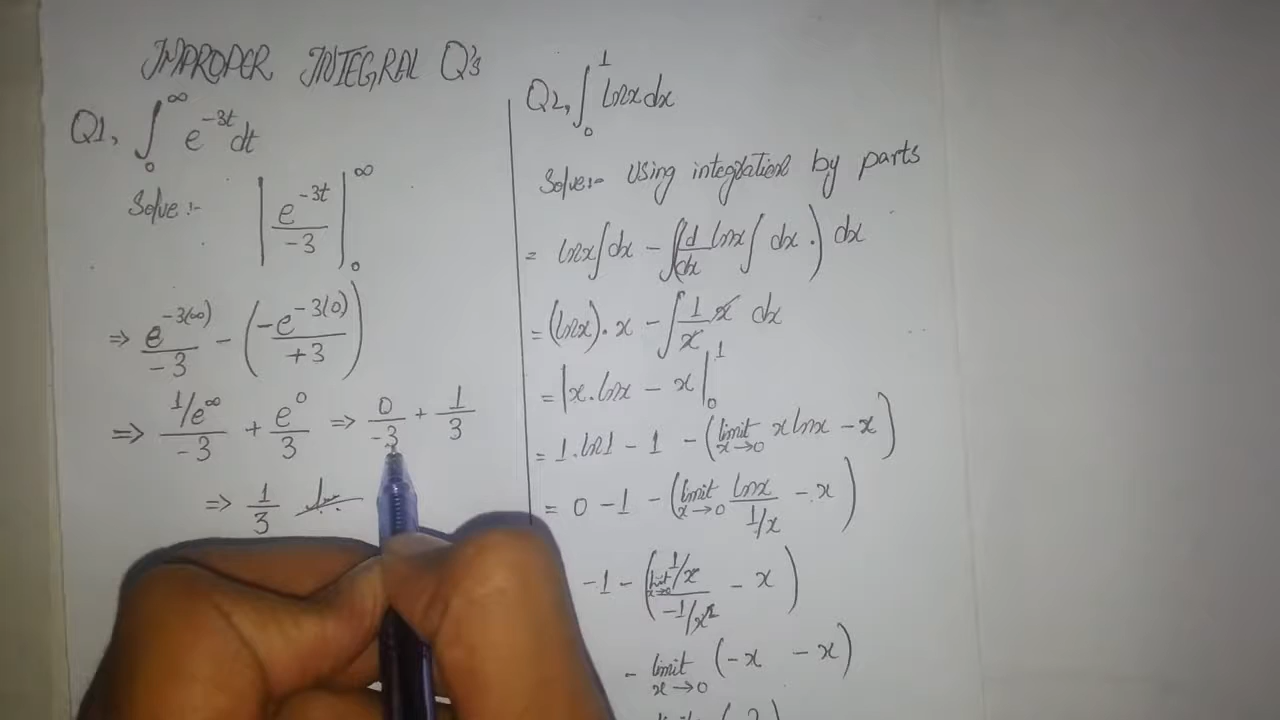 IMPROPER INTEGRAL Q's
Q1, ∫₀^∞ e^(-3t) dt
Solve:-
|e^(-3t)/-3|₀^∞
⇒ e^(-3(∞))/-3 - (-e^(-3(0))/+3)
⇒ (1/e^∞)/-3 + e^0/3 ⇒ 0/-3 + 1/3
⇒ 1/3
Q2, ∫₀^1 lnx dx
Solve:- Using integration by parts
= lnx∫dx - ∫(d/dx lnx ∫dx.) dx
= (lnx).x - ∫ 1/x x dx
= |x.lnx - x|₀^1
= 1.ln1 - 1 - (limit x→0 xlnx - x)
= 0 - 1 - (limit x→0 lnx/(1/x) - x)
-1 - (limit x→0 (1/x)/(-1/x²) - x)
- limit x→0 (-x - x)